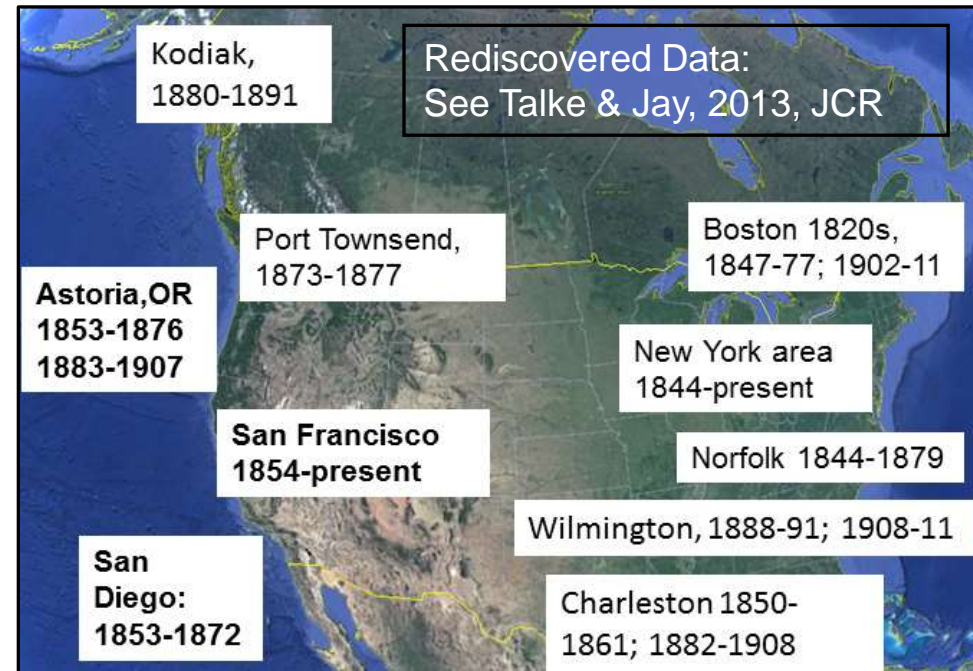 Kodiak,
1880-1891
Rediscovered Data:
See Talke & Jay, 2013, JCR
Port Townsend,
1873-1877
Boston 1820s,
1847-77; 1902-11
Astoria,OR
1853-1876
1883-1907
New York area
1844-present
San Francisco
1854-present
Norfolk 1844-1879
Wilmington, 1888-91; 1908-11
San
Diego:
1853-1872
Charleston 1850-
1861; 1882-1908